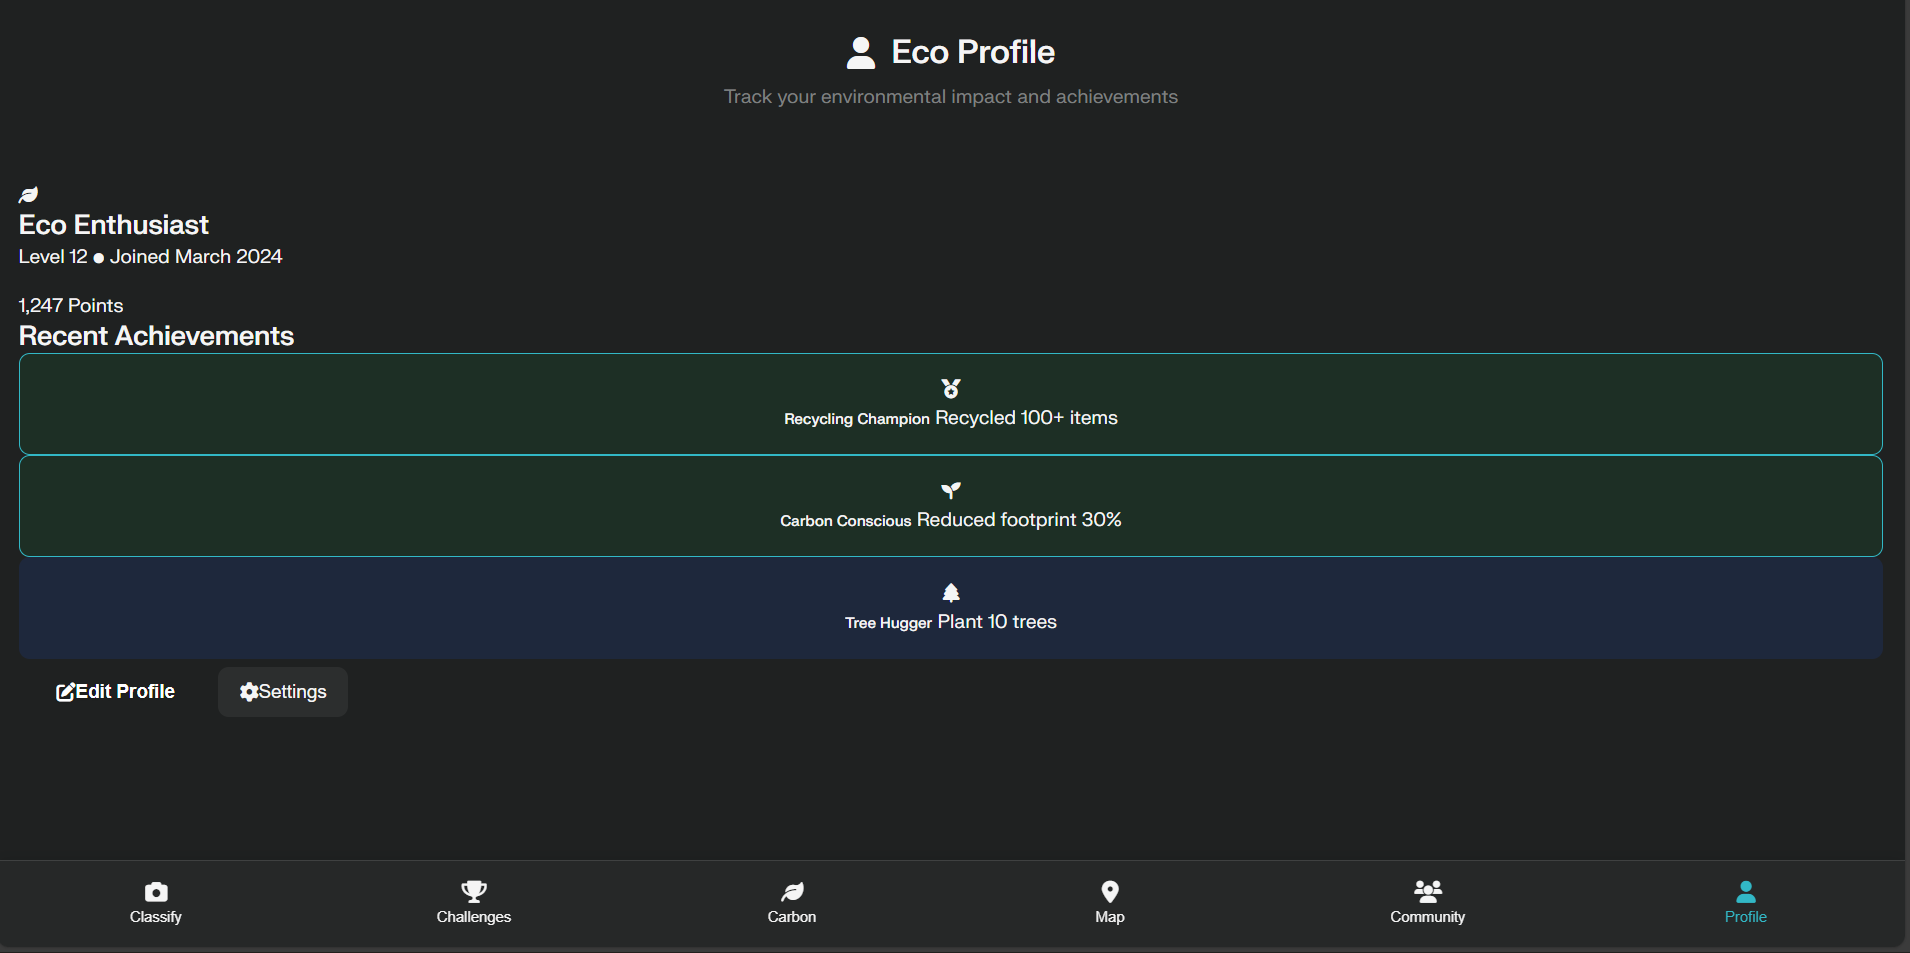 Eco Profile
Track your environmental impact and achievements
Eco Enthusiast
Level 12 ● Joined March 2024
1,247 Points
Recent Achievements
Recycling Champion Recycled 100+ items
Carbon Conscious Reduced footprint 30%
Tree Hugger Plant 10 trees
Edit Profile Settings
Classify Challenges Carbon Map Community Profile